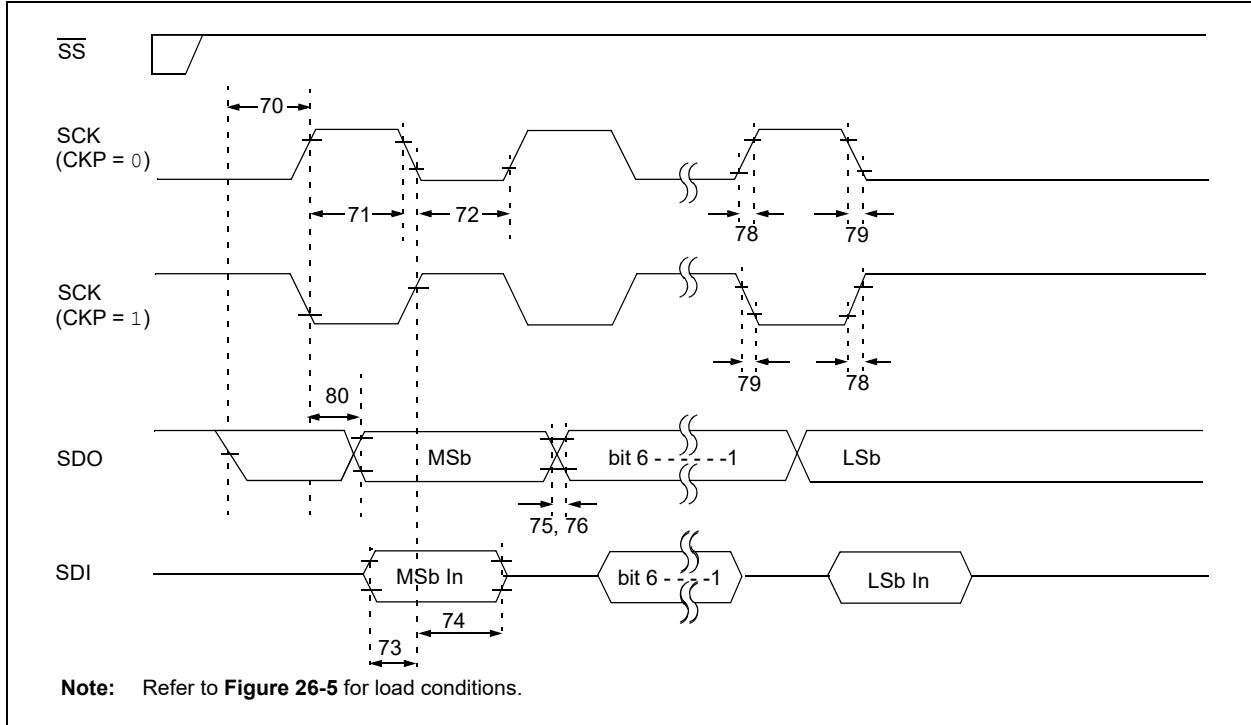 SS
70
SCK
(CKP = 0)
71
72
78
79
SCK
(CKP = 1)
79
78
80
SDO
MSb
bit 6 - - - - - -1
LSb
75, 76
SDI
MSb In
bit 6 - - - - -1
LSb In
74
73
Note: Refer to Figure 26-5 for load conditions.